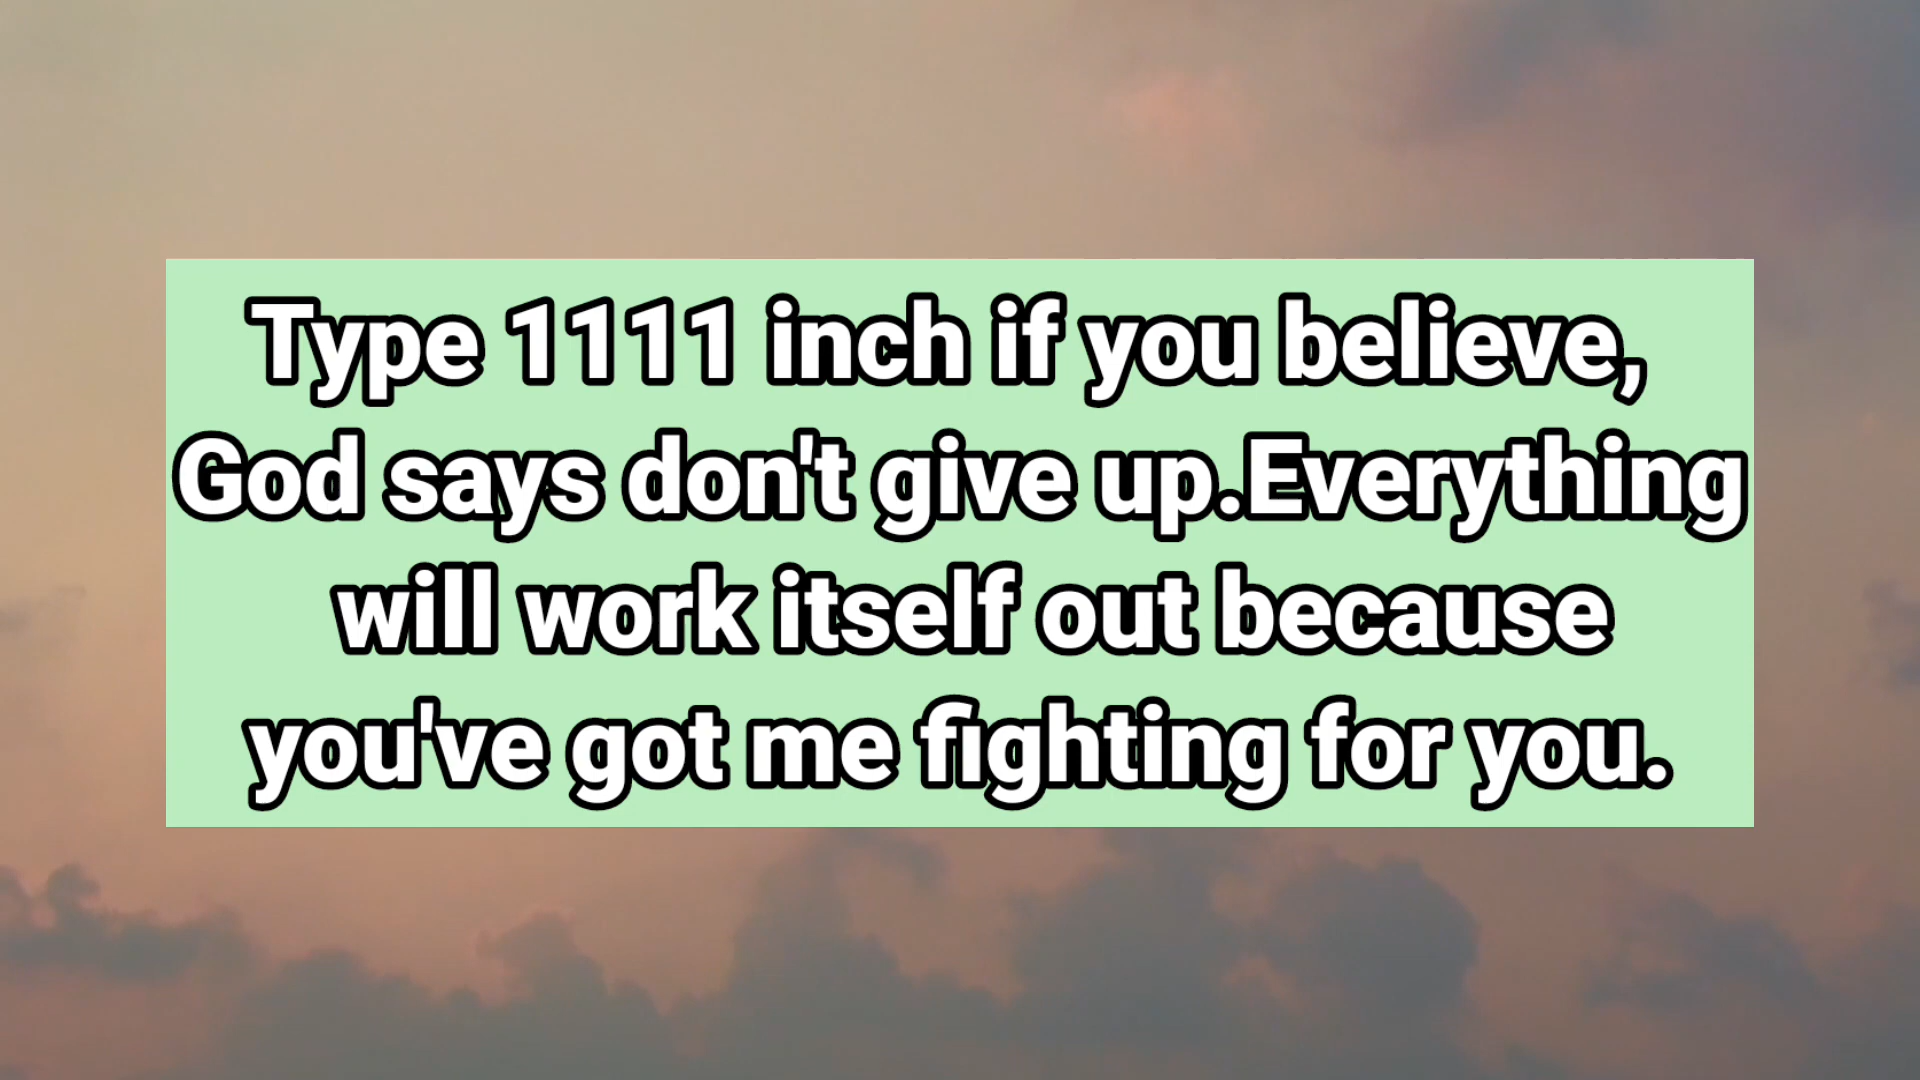 Type 1111 inch if you believe,
God says don't give up.Everything
will work itself out because
you've got me fighting for you.